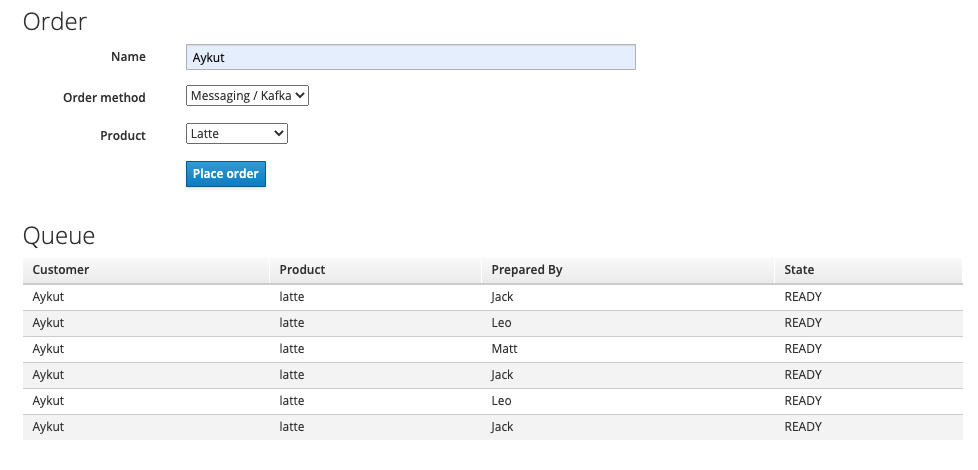 Order
Name Aykut
Order method Messaging / Kafka
Product Latte
Place order
Queue
Customer Product Prepared By State
Aykut latte Jack READY
Aykut latte Leo READY
Aykut latte Matt READY
Aykut latte Jack READY
Aykut latte Leo READY
Aykut latte Jack READY